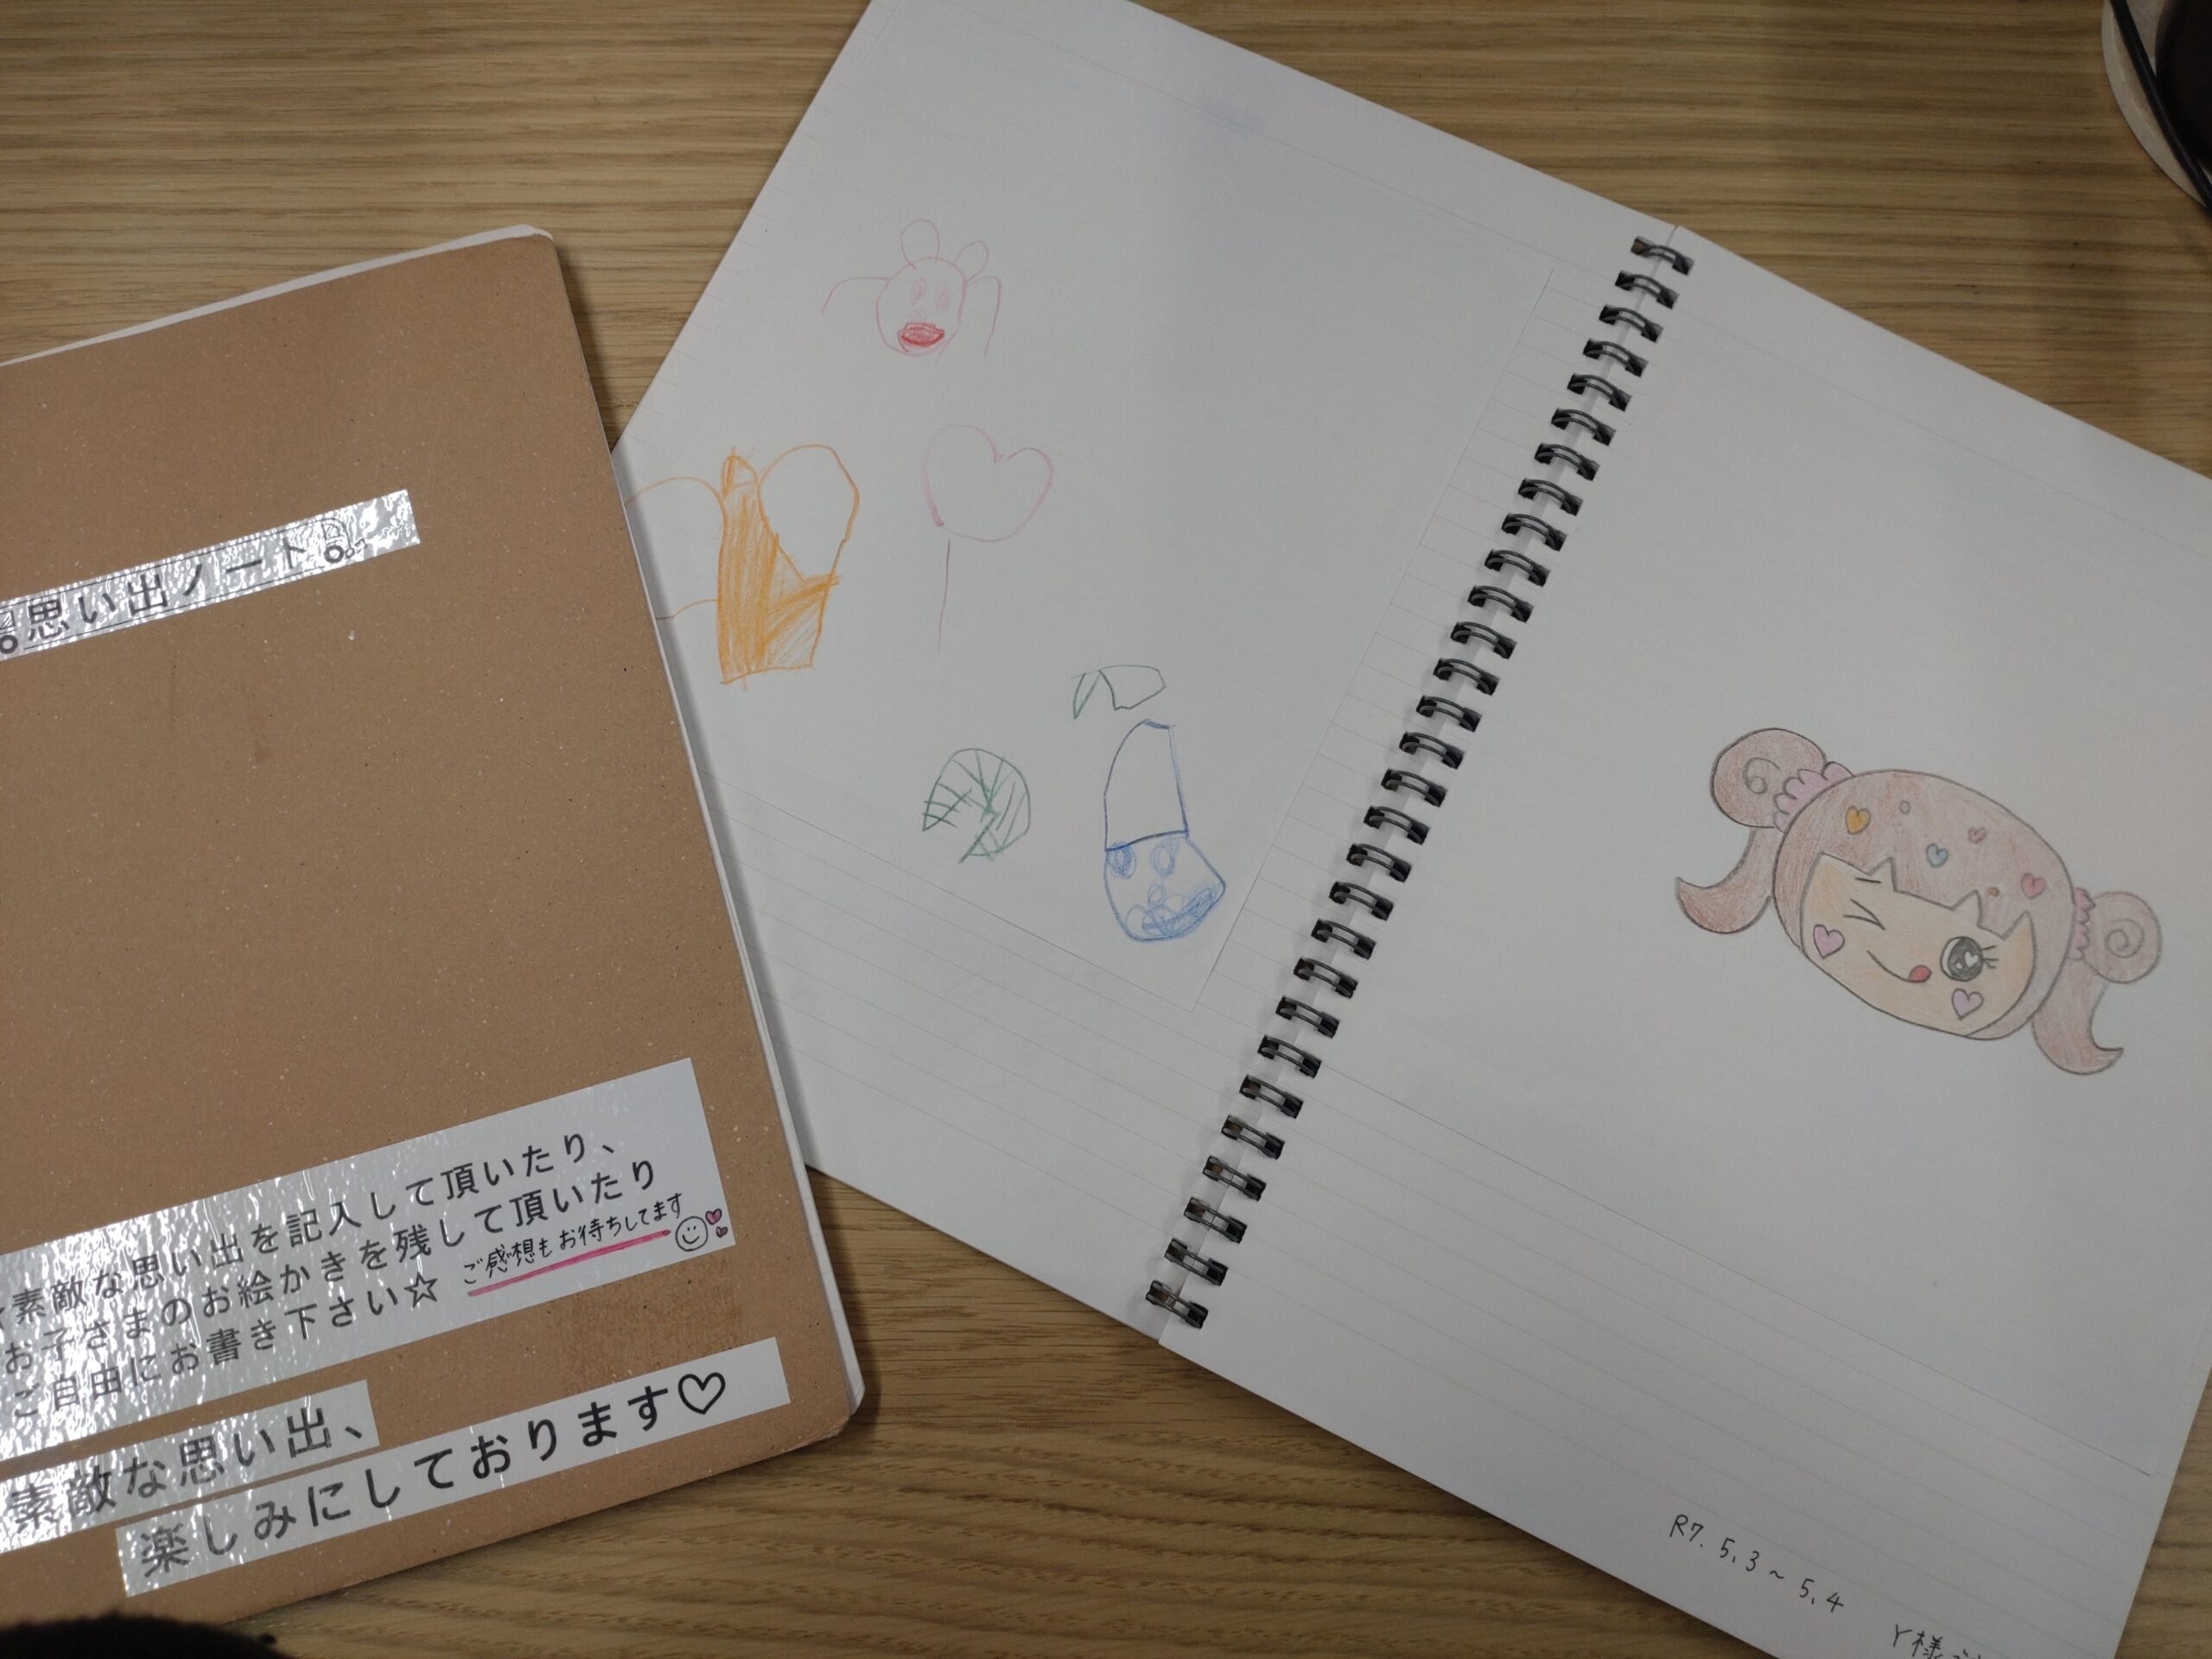 思い出ノート
素敵な思い出を記入して頂いたり、
お子さまのお絵かきを残して頂いたり
ご自由にお書き下さい☆ ご感想もお待ちしてます
素敵な思い出、
楽しみにしております♡
R7.5.3～5.4
Y様